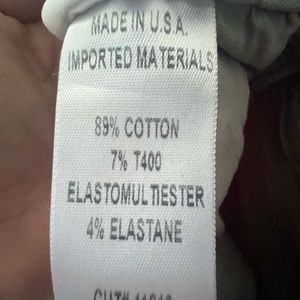 MADE IN U.S.A.
IMPORTED MATERIALS
89% COTTON
7% T400
ELASTOMULTIESTER
4% ELASTANE